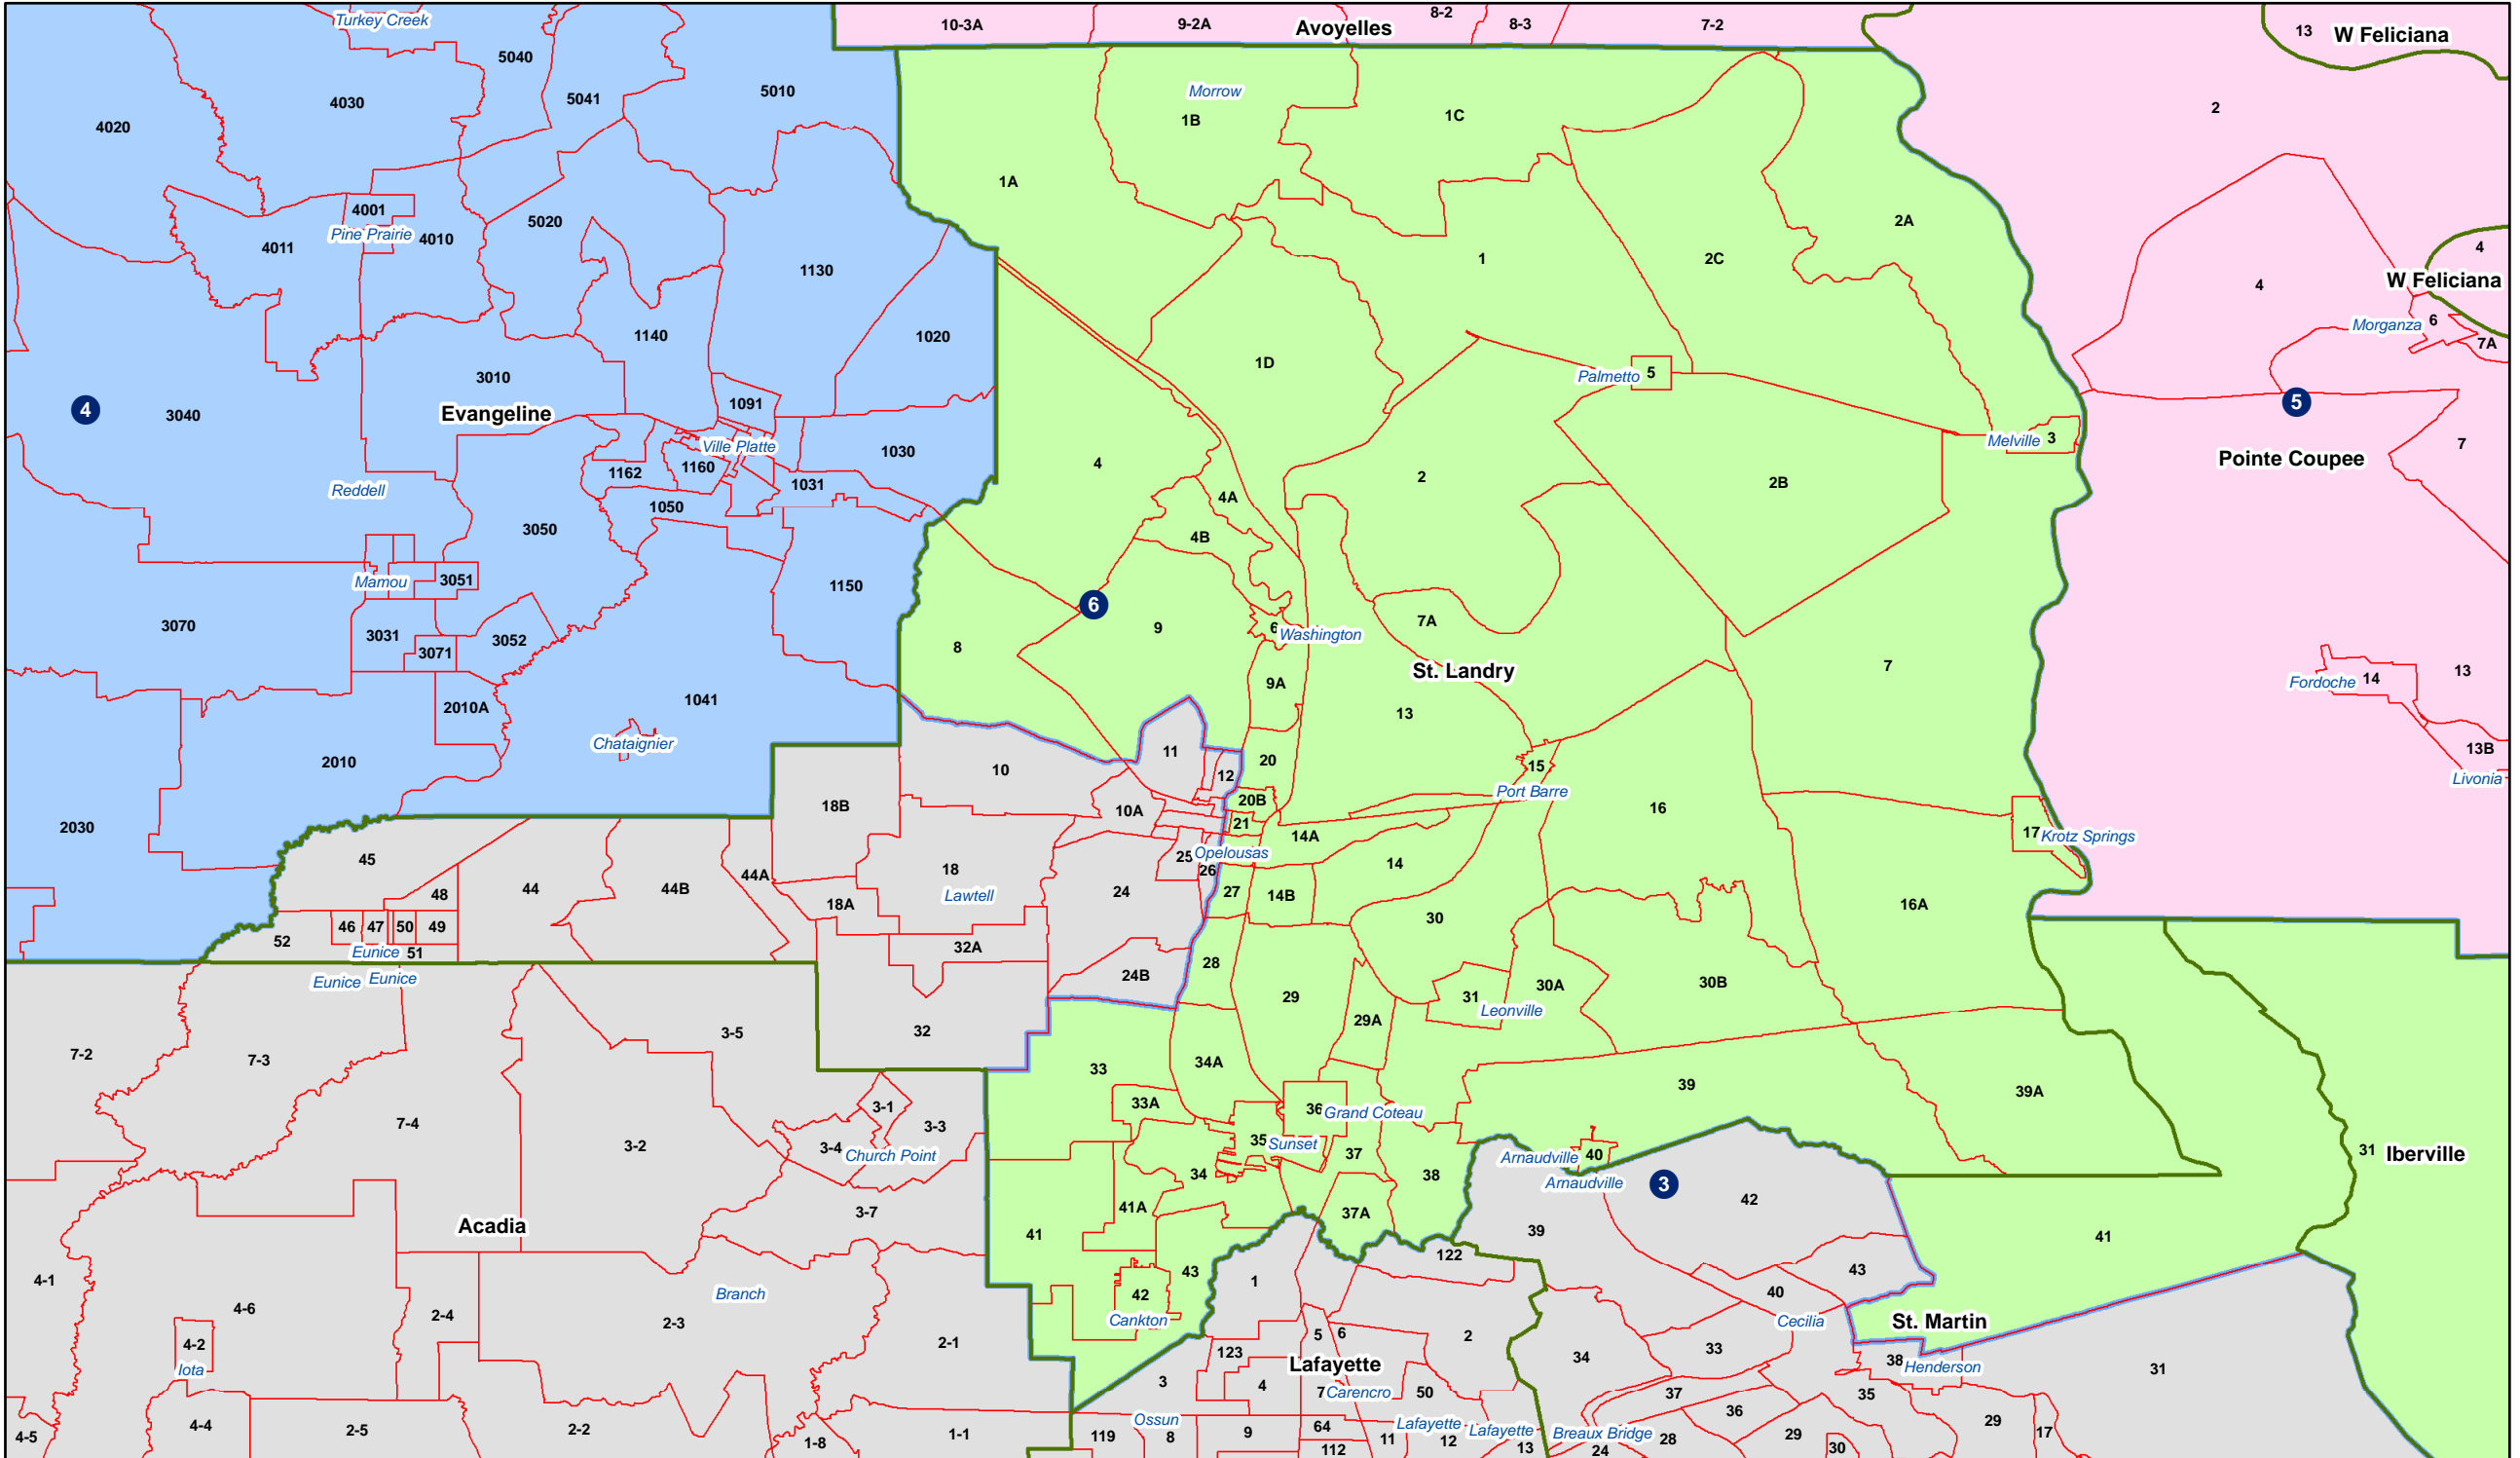 Turkey Creek
10-3A
9-2A
Avoyelles
8-2
8-3
7-2
13
W Feliciana
5040
4030
5041
5010
4020
Morrow
1B
1C
2
1A
4001
Pine Prairie
4010
4011
5020
2A
1
2C
4
W Feliciana
4
1130
Morganza
6
7A
1140
1020
1D
Palmetto
5
3010
4
3040
Evangeline
1091
5
Ville Platte
1030
Melville
3
7
Pointe Coupee
1162
1160
1031
4
2
2B
Reddell
1050
4A
3050
4B
Mamou
3051
1150
6
3070
3031
3052
3071
8
9
6
Washington
7A
St. Landry
7
13
Fordoche
14
9A
2010A
1041
13
Chataignier
11
13B
Livonia
2010
10
12
20
15
Port Barre
18B
10A
20B
16
2030
21
14A
17
Krotz Springs
45
25
Opelousas
14
18
26
44A
48
44
44B
Lawtell
24
27
14B
18A
30
16A
46
47
50
49
52
Eunice
51
32A
Eunice
Eunice
28
24B
29
31
30A
30B
Leonville
29A
7-2
7-3
3-5
32
33
34A
39
39A
3-1
33A
36
Grand Coteau
7-4
3-2
3-4
3-3
Church Point
35
Sunset
37
Arnaudville
40
31
Iberville
34
38
Arnaudville
3
42
3-7
41A
37A
Acadia
41
39
41
122
4-1
43
1
43
Branch
42
40
4-6
2-4
2-3
Cankton
Cecilia
St. Martin
4-2
Iota
2-1
123
5
6
2
34
33
38
Henderson
31
Lafayette
3
4
7
Carencro
50
37
35
4-5
4-4
2-5
2-2
1-8
1-1
Ossun
119
8
9
64
112
11
Lafayette
12
Lafayette
13
Breaux Bridge
24
28
36
29
30
29
17